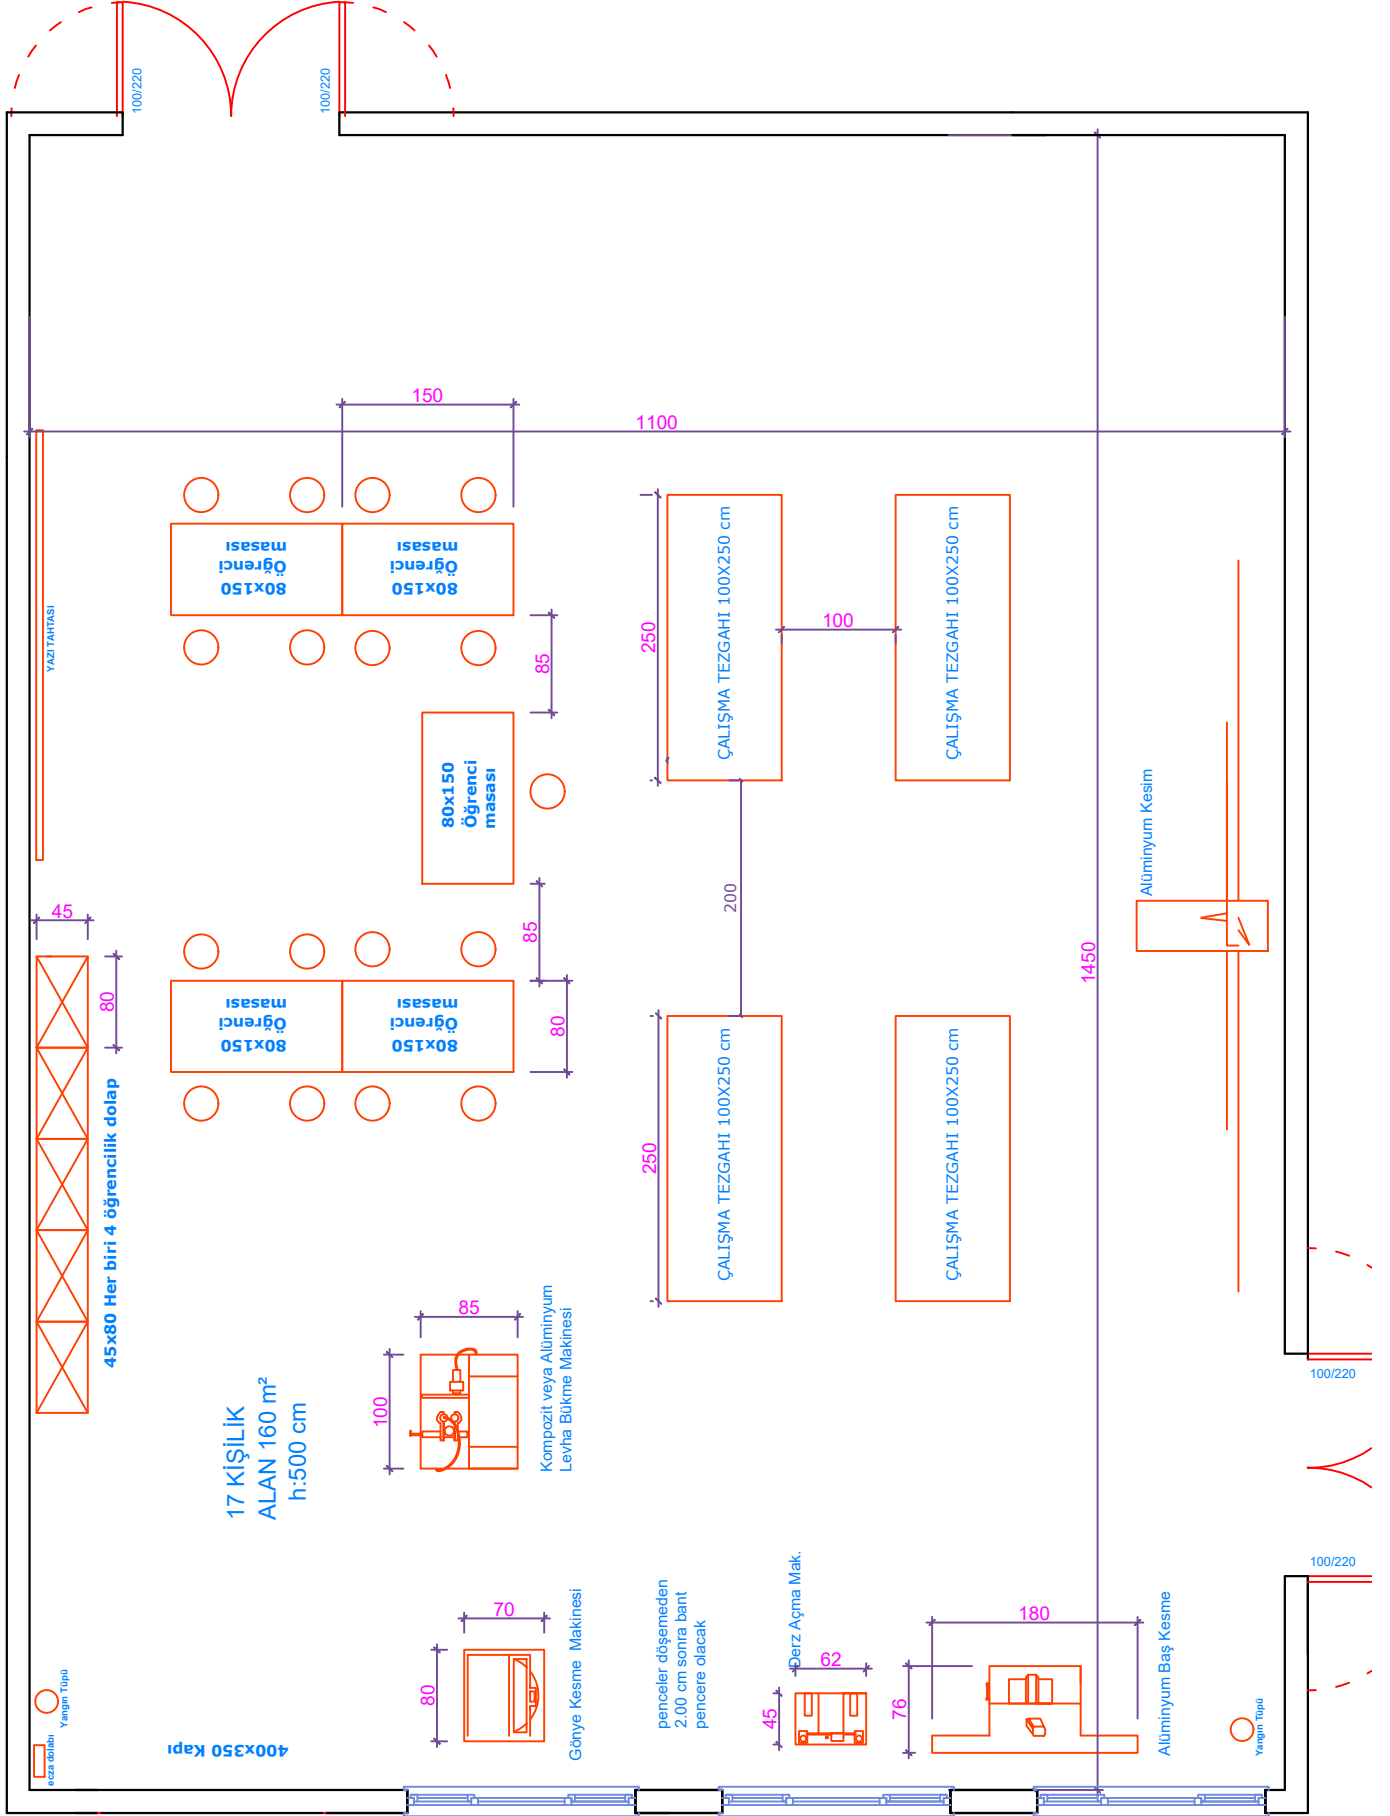 100/220
100/220
150
1100
YAZI TAHTASI
80x150
Öğrenci
masası
80x150
Öğrenci
masası
85
80x150
Öğrenci
masası
85
80x150
Öğrenci
masası
80x150
Öğrenci
masası
80
45
80
45x80 Her biri 4 öğrencilik dolap
250
ÇALIŞMA TEZGAHI 100X250 cm
100
ÇALIŞMA TEZGAHI 100X250 cm
200
250
ÇALIŞMA TEZGAHI 100X250 cm
ÇALIŞMA TEZGAHI 100X250 cm
1450
Alüminyum Kesim
17 KİŞİLİK
ALAN 160 m²
h:500 cm
85
100
Kompozit veya Alüminyum
Levha Bükme Makinesi
100/220
100/220
70
80
Gönye Kesme Makinesi
penceler döşemeden
2.00 cm sonra bant
pencere olacak
Derz Açma Mak.
62
45
180
76
Alüminyum Baş Kesme
Yangın Tüpü
Yangın Tüpü
ecza dolabı
400x350 Kapı